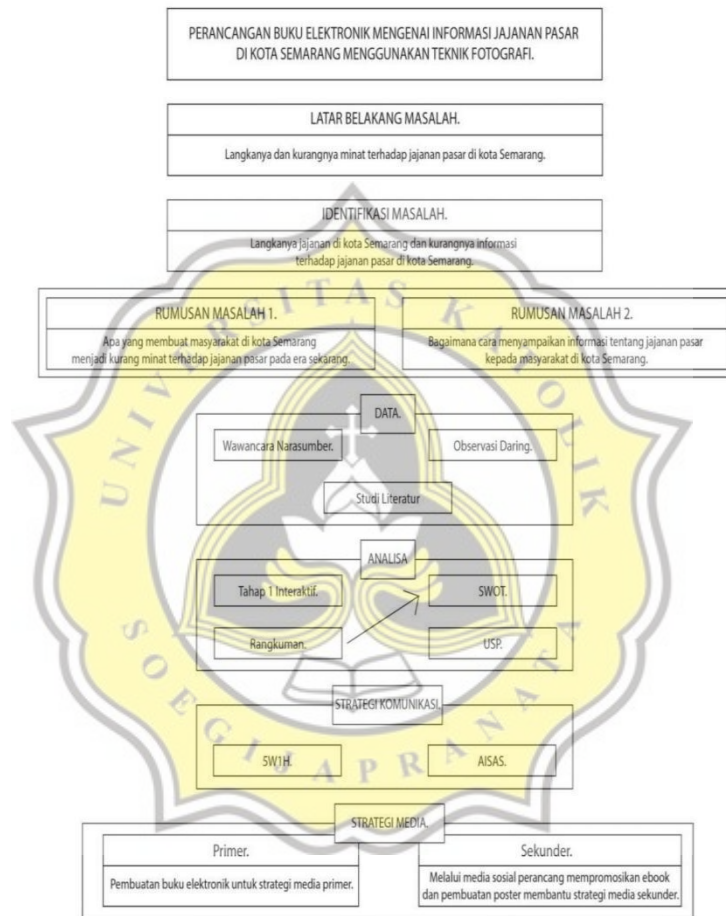 PERANCANGAN BUKU ELEKTRONIK MENGENAI INFORMASI JAJANAN PASAR
DI KOTA SEMARANG MENGGUNAKAN TEKNIK FOTOGRAFI.
LATAR BELAKANG MASALAH.
Langkanya dan kurangnya minat terhadap jajanan pasar di kota Semarang.
IDENTIFIKASI MASALAH.
Langkanya Jajanan di kota Semarang dan kurangnya informasi
terhadap jajanan pasar di kota Semarang.
RUMUSAN MASALAH 1.
Apa yang membuat masyarakat di kota Semarang
menjadi kurang minat terhadap jajanan pasar pada era sekarang.
RUMUSAN MASALAH 2.
Bagaimana cara menyampaikan informasi tentang jajanan pasar
kepada masyarakat di kota Semarang.
DATA.
Wawancara Narasumber.
Observasi Daring.
Studi Literatur
ANALISA
Tahap 1 Interaktif.
SWOT.
Rangkuman.
USP.
STRATEGI KOMUNIKASI.
5W1H.
AISAS.
STRATEGI MEDIA.
Primer.
Pembuatan buku elektronik untuk strategi media primer.
Sekunder.
Melalui media sosial perancang mempromosikan ebook
dan pembuatan poster membantu strategi media sekunder.
UNIVERSITAS KATOLIK
SOEGIJAPRANATA